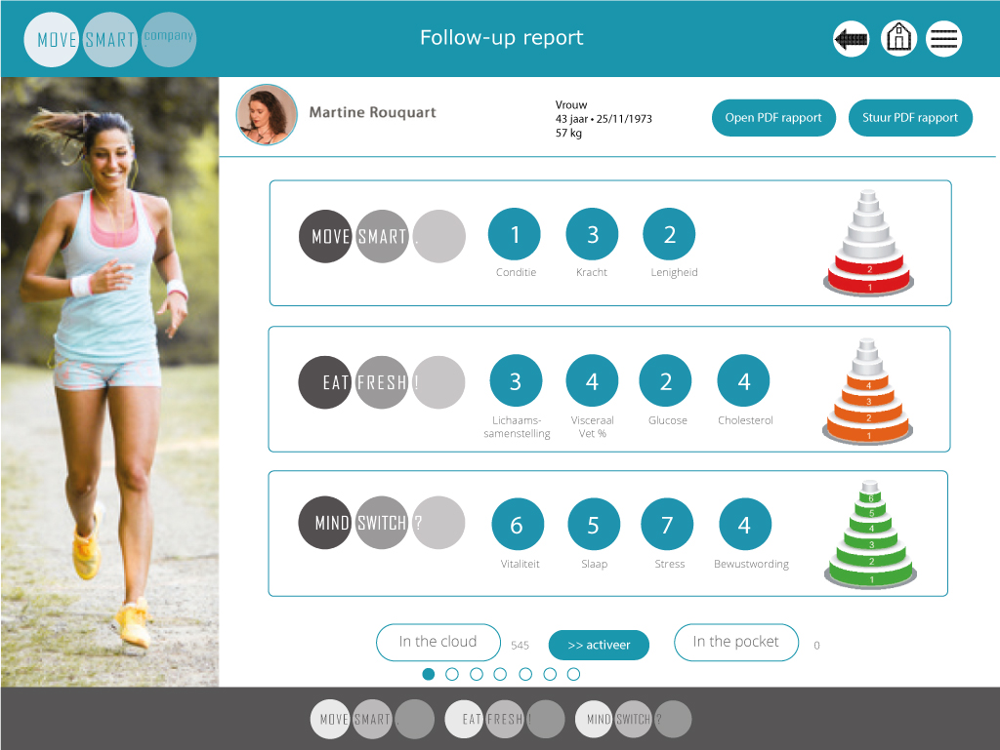 MOVE SMART company
Follow-up report
Martine Rouquart
Vrouw
43 jaar • 25/11/1973
57 kg
Open PDF rapport
Stuur PDF rapport
MOVE SMART .
1
3
2
Conditie
Kracht
Lenigheid
2
1
EAT FRESH !
3
4
2
4
Lichaams-
samenstelling
Visceraal
Vet %
Glucose
Cholesterol
4
3
2
1
MIND SWITCH ?
6
5
7
4
Vitaliteit
Slaap
Stress
Bewustwording
6
5
4
3
2
1
In the cloud
545
>> activeer
In the pocket
0
MOVE SMART .
EAT FRESH !
MIND SWITCH ?